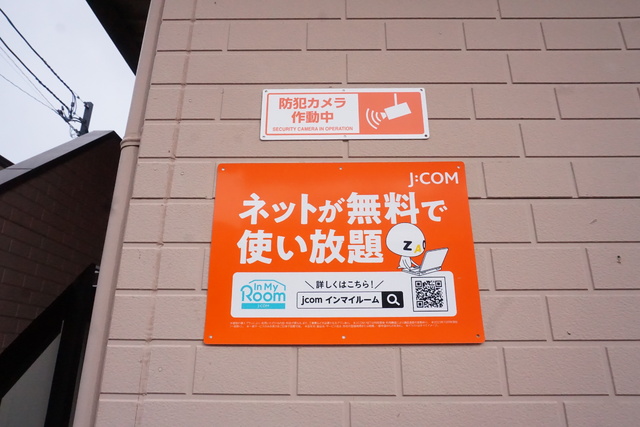 防犯カメラ
作動中
SECURITY CAMERA IN OPERATION
J:COM
ネットが無料で
使い放題
ZAQ
In My
Room
J:COM
＼詳しくはこちら！／
jcom インマイルーム